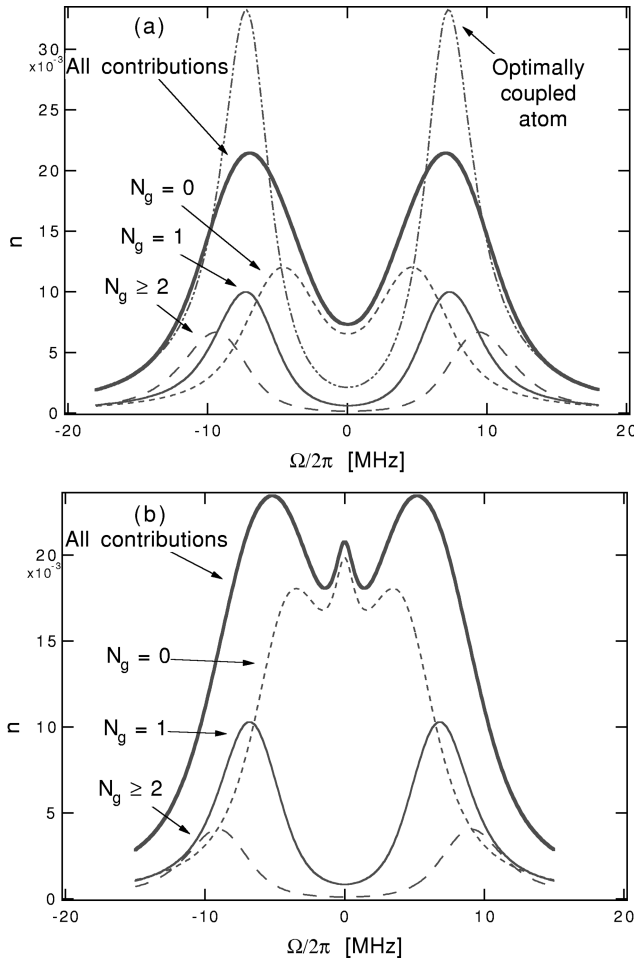 (a)
30
x10⁻³
All contributions
Optimally
coupled
atom
25
20
N_g = 0
n
15
N_g = 1
N_g ≥ 2
10
5
0
-20 -10 0 10 20
Ω/2π [MHz]
(b)
All contributions
20
x10⁻³
15
N_g = 0
n
10
N_g = 1
N_g ≥ 2
5
0
-20 -10 0 10 20
Ω/2π [MHz]